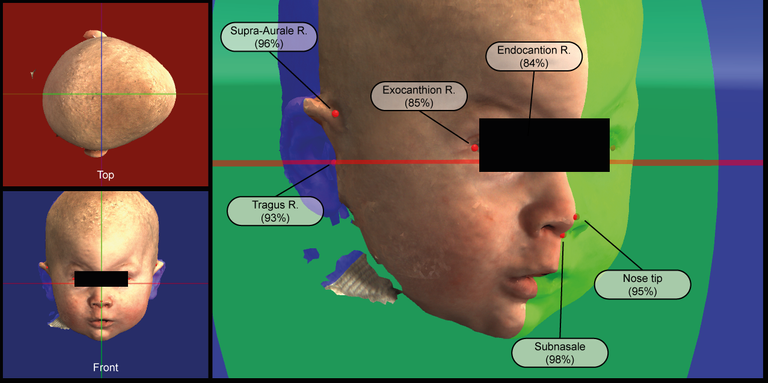 Supra-Aurale R.
(96%)
Endocantion R.
(84%)
Exocanthion R.
(85%)
Top
Tragus R.
(93%)
Nose tip
(95%)
Front
Subnasale
(98%)